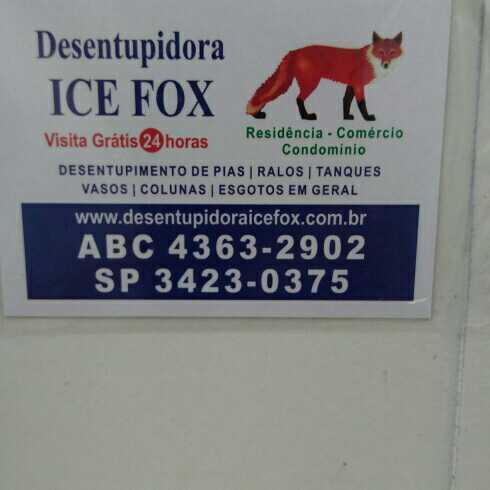 Desentupidora
ICE FOX
Visita Grátis 24 horas
Residência - Comércio
Condomínio
DESENTUPIMENTO DE PIAS | RALOS | TANQUES
VASOS | COLUNAS | ESGOTOS EM GERAL
www.desentupidoraicefox.com.br
ABC 4363-2902
SP 3423-0375